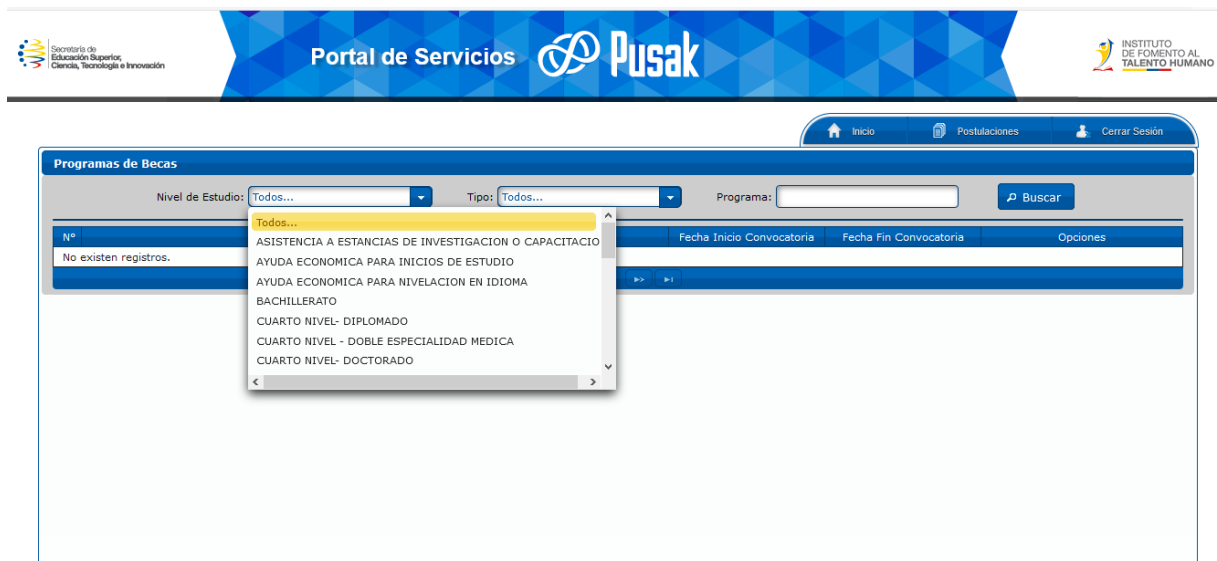 Secretaría de
Educación Superior,
Ciencia, Tecnología e Innovación
Portal de Servicios Pusak
INSTITUTO
DE FOMENTO AL
TALENTO HUMANO
Inicio Postulaciones Cerrar Sesión
Programas de Becas
Nivel de Estudio: Todos... Tipo: Todos... Programa: Buscar
Todos...
Nº Fecha Inicio Convocatoria Fecha Fin Convocatoria Opciones
ASISTENCIA A ESTANCIAS DE INVESTIGACION O CAPACITACIO
No existen registros.
AYUDA ECONOMICA PARA INICIOS DE ESTUDIO
AYUDA ECONOMICA PARA NIVELACION EN IDIOMA
BACHILLERATO
CUARTO NIVEL- DIPLOMADO
CUARTO NIVEL - DOBLE ESPECIALIDAD MEDICA
CUARTO NIVEL- DOCTORADO